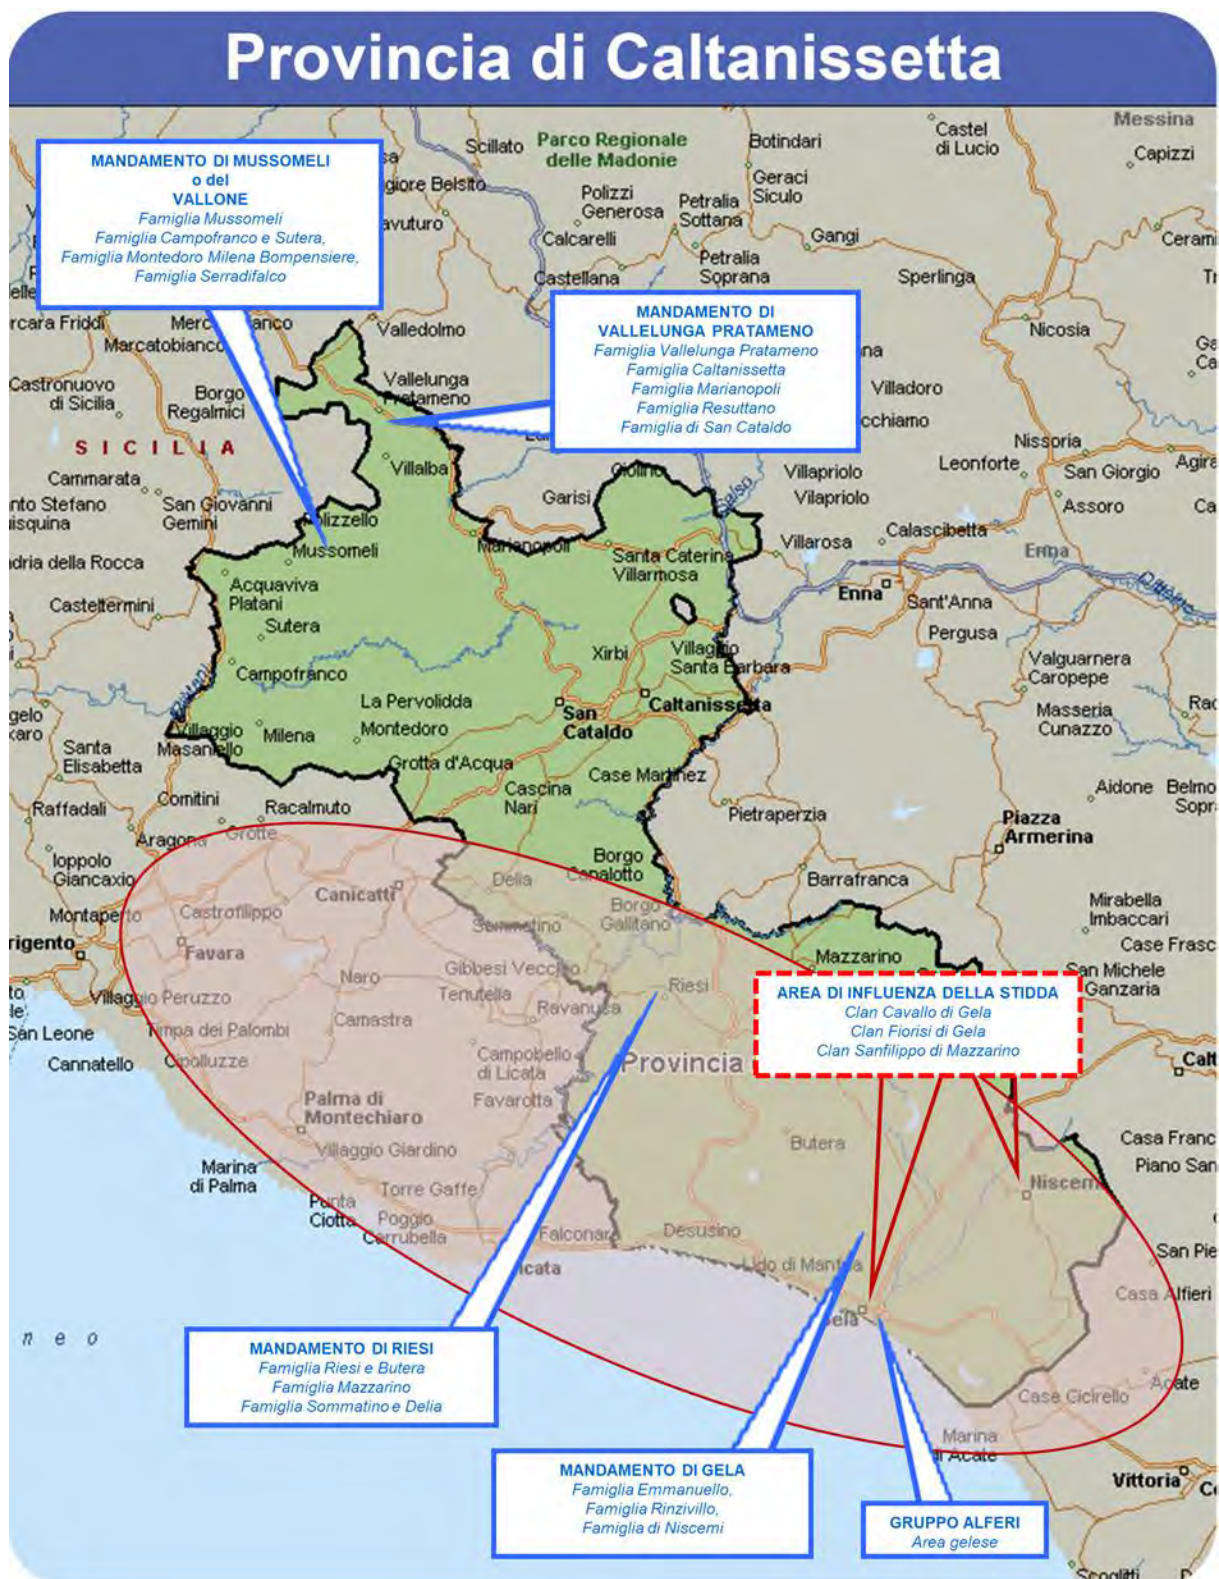 Provincia di Caltanissetta
MANDAMENTO DI MUSSOMELI
o del
VALLONE
Famiglia Mussomeli
Famiglia Campofranco e Sutera,
Famiglia Montedoro Milena Bompensiere,
Famiglia Serradifalco
MANDAMENTO DI
VALLELUNGA PRATAMENO
Famiglia Vallelunga Pratameno
Famiglia Caltanissetta
Famiglia Marianopoli
Famiglia Resuttano
Famiglia di San Cataldo
AREA DI INFLUENZA DELLA STIDDA
Clan Cavallo di Gela
Clan Fiorisi di Gela
Clan Sanfilippo di Mazzarino
MANDAMENTO DI RIESI
Famiglia Riesi e Butera
Famiglia Mazzarino
Famiglia Sommatino e Delia
MANDAMENTO DI GELA
Famiglia Emmanuello,
Famiglia Rinzivillo,
Famiglia di Niscemi
GRUPPO ALFERI
Area gelese
Scillato
Parco Regionale
delle Madonie
Botindari
Castel
di Lucio
Messina
Capizzi
Polizzi
Generosa
Petralia
Sottana
Geraci
Siculo
Calcarelli
Gangi
Castellana
Petralia
Soprana
Sperlinga
Valledolmo
Nicosia
Marcatobianco
Castronuovo
di Sicilia
Borgo
Regalmici
Vallelunga
Pratameno
Villadoro
SICILIA
Villalba
Nissoria
Cammarata
San Giovanni
Gemini
Garisi
Villapriolo
Vilapriolo
Leonforte
San Giorgio
Assoro
Mussomeli
Marianopoli
Santa Caterina
Villarmosa
Salso
Villarosa
Calascibetta
Enna
Enna
Acquaviva
Platani
Casteltermini
Sutera
Sant'Anna
Pergusa
Campofranco
Xirbi
Villaggio
Santa Barbara
Valguarnera
Caropepe
La Pervolidda
San
Cataldo
Caltanissetta
Masseria
Cunazzo
Villaggio
Masaniello
Milena
Montedoro
Santa
Elisabetta
Grotta d'Acqua
Case Martinez
Cascina
Nari
Aidone
Raffadali
Comitini
Racalmuto
Pietraperzia
Piazza
Armerina
Aragona
Grotte
Ioppolo
Giancaxio
Canicatti
Delia
Borgo
Canalotto
Barrafranca
Mirabella
Imbaccari
Montaperto
Castrofilippo
Sommatino
Borgo
Gallitano
Favara
Mazzarino
San Michele
Ganzaria
Naro
Gibbesi Vecchio
Tenutella
Riesi
Villaggio Peruzzo
Ravanusa
San Leone
Timpa dei Palombi
Camastra
Cannatello
Cipolluzze
Campobello
di Licata
Provincia
Favarotta
Palma di
Montechiaro
Butera
Villaggio Giardino
Marina
di Palma
Niscemi
Torre Gaffe
Punta
Ciotta
Poggio
Carrubella
Falconara
Desusino
Lido di Manfria
Casa Alfieri
neo
Acate
Case Cicirello
Marina
di Acate
Vittoria
Scoglitti